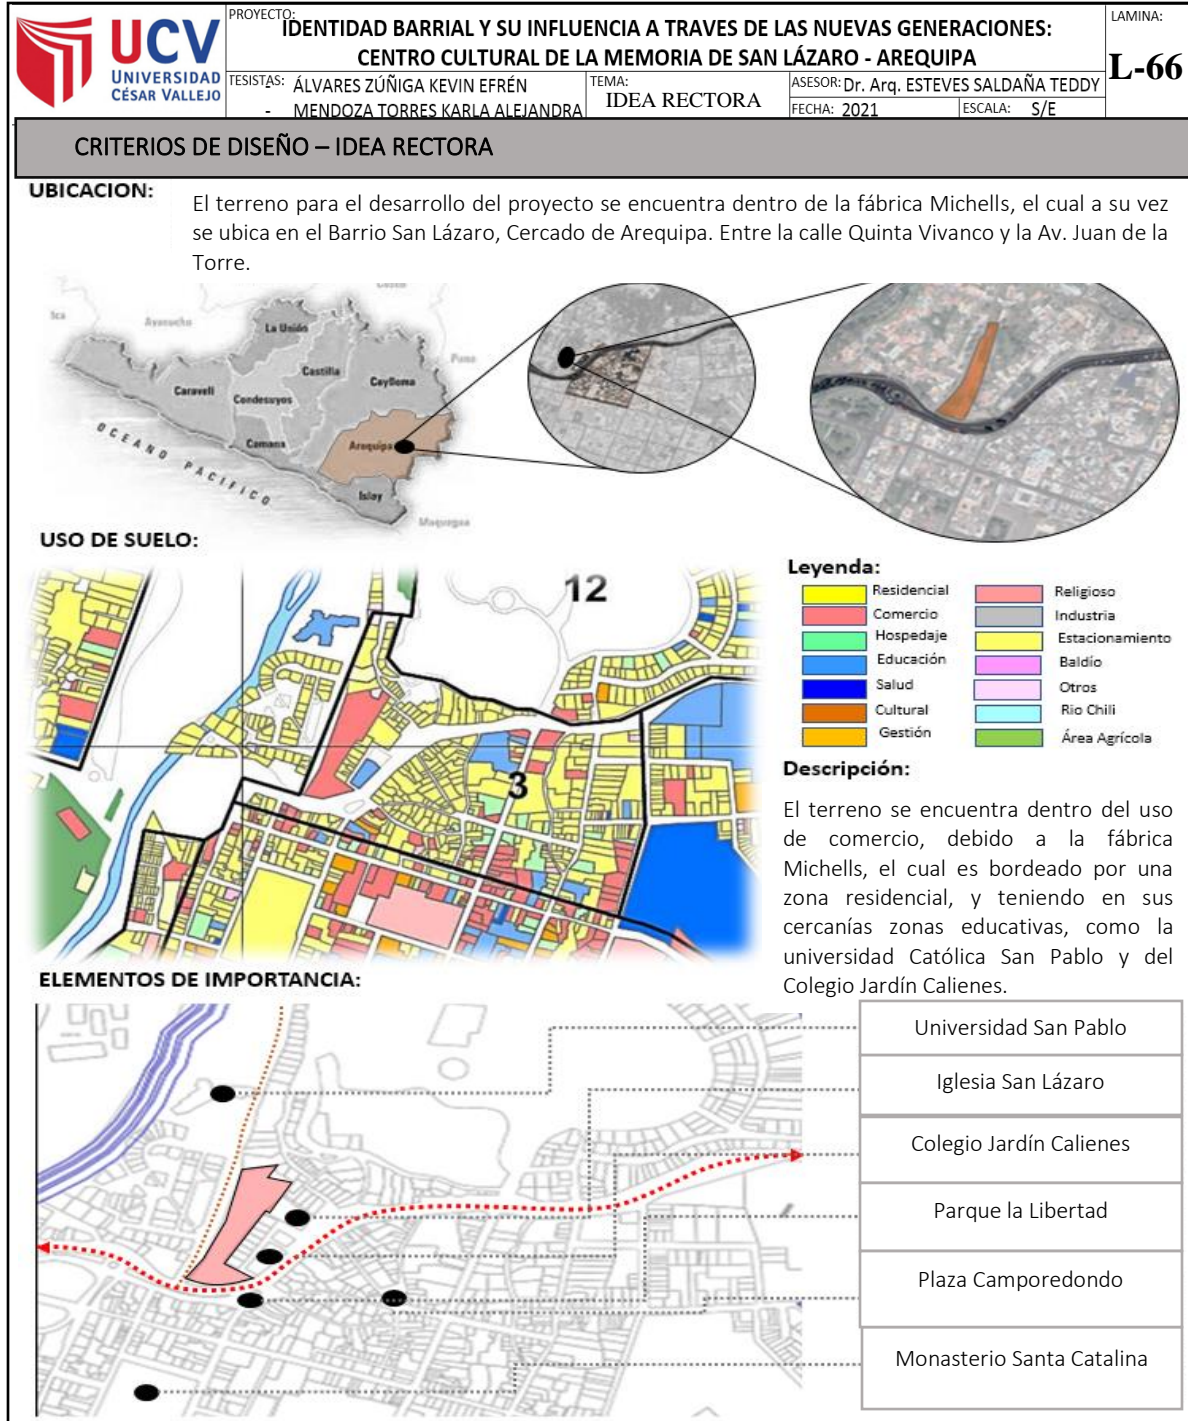 UCV
UNIVERSIDAD
CÉSAR VALLEJO
PROYECTO:
IDENTIDAD BARRIAL Y SU INFLUENCIA A TRAVES DE LAS NUEVAS GENERACIONES:
CENTRO CULTURAL DE LA MEMORIA DE SAN LÁZARO - AREQUIPA
TESISTAS:
- ÁLVARES ZÚÑIGA KEVIN EFRÉN
- MENDOZA TORRES KARLA ALEJANDRA
TEMA:
IDEA RECTORA
ASESOR: Dr. Arq. ESTEVES SALDAÑA TEDDY
FECHA: 2021
ESCALA: S/E
LAMINA:
L-66
CRITERIOS DE DISEÑO – IDEA RECTORA
UBICACION:
El terreno para el desarrollo del proyecto se encuentra dentro de la fábrica Michells, el cual a su vez
se ubica en el Barrio San Lázaro, Cercado de Arequipa. Entre la calle Quinta Vivanco y la Av. Juan de la
Torre.
Ica
Ayacucho
Cusco
Puno
La Unión
Castilla
Caylloma
Caraveli
Condesuyos
Camana
Arequipa
Islay
Moquegua
OCEANO PACIFICO
USO DE SUELO:
12
3
Leyenda:
Residencial
Comercio
Hospedaje
Educación
Salud
Cultural
Gestión
Religioso
Industria
Estacionamiento
Baldío
Otros
Rio Chili
Área Agrícola
Descripción:
El terreno se encuentra dentro del uso
de comercio, debido a la fábrica
Michells, el cual es bordeado por una
zona residencial, y teniendo en sus
cercanías zonas educativas, como la
universidad Católica San Pablo y del
Colegio Jardín Calienes.
ELEMENTOS DE IMPORTANCIA:
Universidad San Pablo
Iglesia San Lázaro
Colegio Jardín Calienes
Parque la Libertad
Plaza Camporedondo
Monasterio Santa Catalina